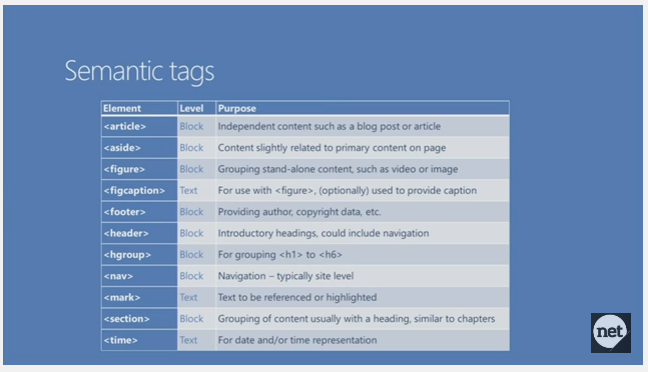 Semantic tags
Element Level Purpose
<article> Block Independent content such as a blog post or article
<aside> Block Content slightly related to primary content on page
<figure> Block Grouping stand-alone content, such as video or image
<figcaption> Text For use with <figure>, (optionally) used to provide caption
<footer> Block Providing author, copyright data, etc.
<header> Block Introductory headings, could include navigation
<hgroup> Block For grouping <h1> to <h6>
<nav> Block Navigation – typically site level
<mark> Text Text to be referenced or highlighted
<section> Block Grouping of content usually with a heading, similar to chapters
<time> Text For date and/or time representation
net